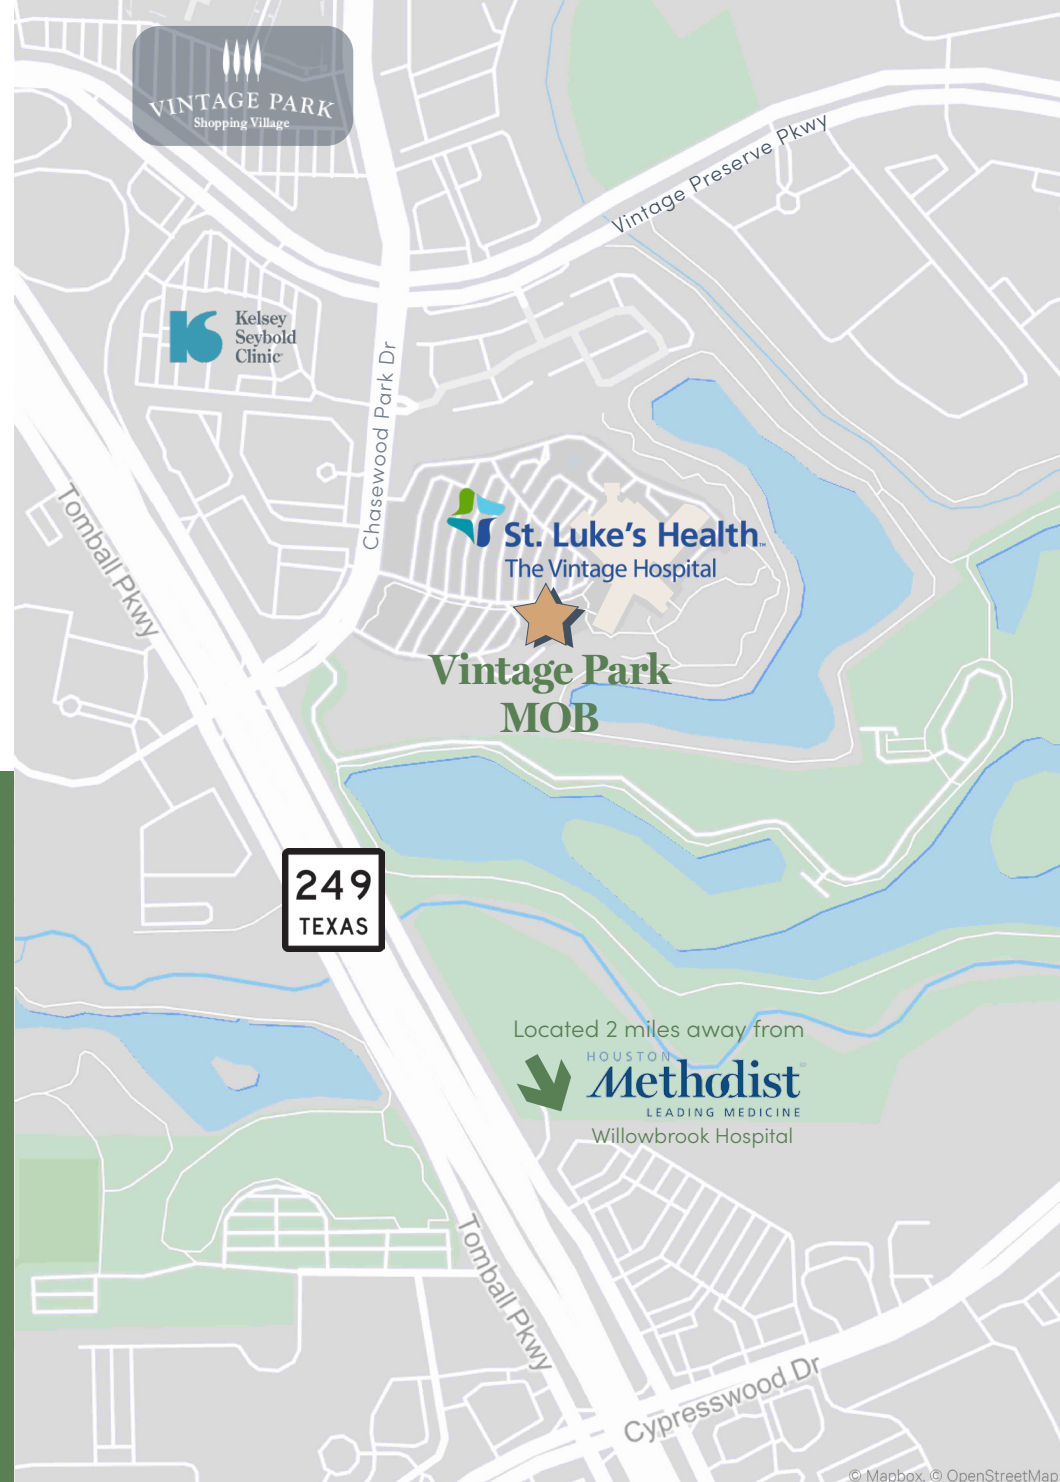 VINTAGE PARK
Shopping Village
Vintage Preserve Pkwy
Kelsey
Seybold
Clinic
Chasewood Park Dr
Tomball Pkwy
St. Luke's Health™
The Vintage Hospital
Vintage Park
MOB
249
TEXAS
Located 2 miles away from
HOUSTON
Methodist
LEADING MEDICINE
Willowbrook Hospital
Tomball Pkwy
Cypresswood Dr
© Mapbox, © OpenStreetMap